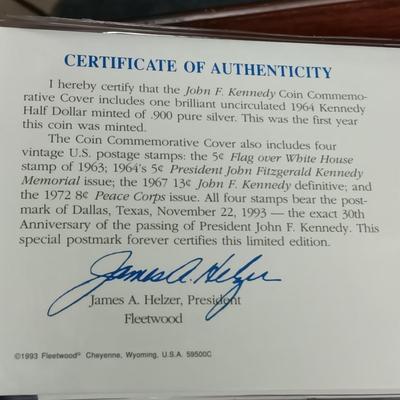 CERTIFICATE OF AUTHENTICITY
I hereby certify that the John F. Kennedy Coin Commemo-
rative Cover includes one brilliant uncirculated 1964 Kennedy
Half Dollar minted of .900 pure silver. This was the first year
this coin was minted.
The Coin Commemorative Cover also includes four
vintage U.S. postage stamps: the 5¢ Flag over White House
stamp of 1963; 1964's 5¢ President John Fitzgerald Kennedy
Memorial issue; the 1967 13¢ John F. Kennedy definitive; and
the 1972 8¢ Peace Corps issue. All four stamps bear the post-
mark of Dallas, Texas, November 22, 1993 — the exact 30th
Anniversary of the passing of President John F. Kennedy. This
special postmark forever certifies this limited edition.
James A. Helzer
James A. Helzer, President
Fleetwood
©1993 Fleetwood® Cheyenne, Wyoming, U.S.A. 59500C